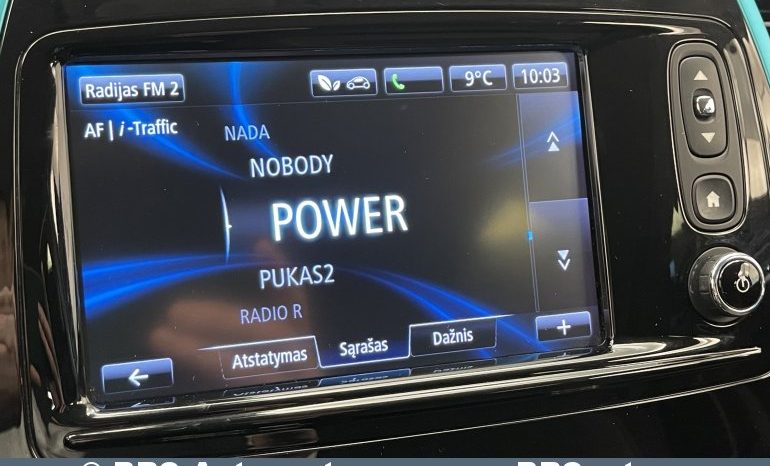 Radijas FM 2
9°C
10:03
AF | i -Traffic
NADA
NOBODY
POWER
PUKAS2
RADIO R
Atstatymas
Sąrašas
Dažnis
+